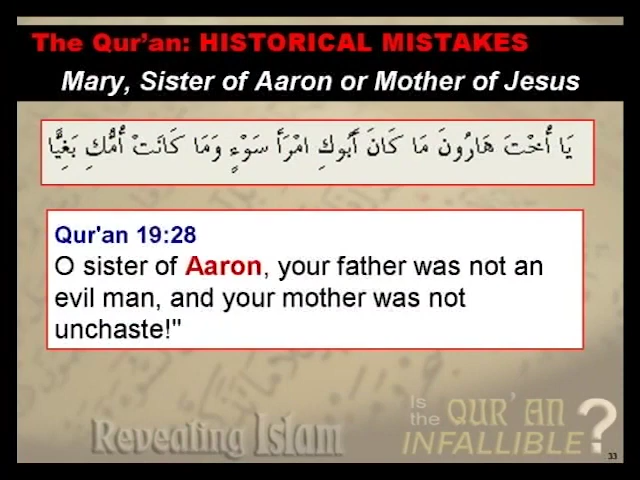 The Qur’an: HISTORICAL MISTAKES
Mary, Sister of Aaron or Mother of Jesus
يَا أُخْتَ هَارُونَ مَا كَانَ أَبُوكِ امْرَأَ سَوْءٍ وَمَا كَانَتْ أُمُّكِ بَغِيًّا
Qur'an 19:28
O sister of Aaron, your father was not an
evil man, and your mother was not
unchaste!"
Revealing Islam
Is
the QUR’AN
INFALLIBLE?
33